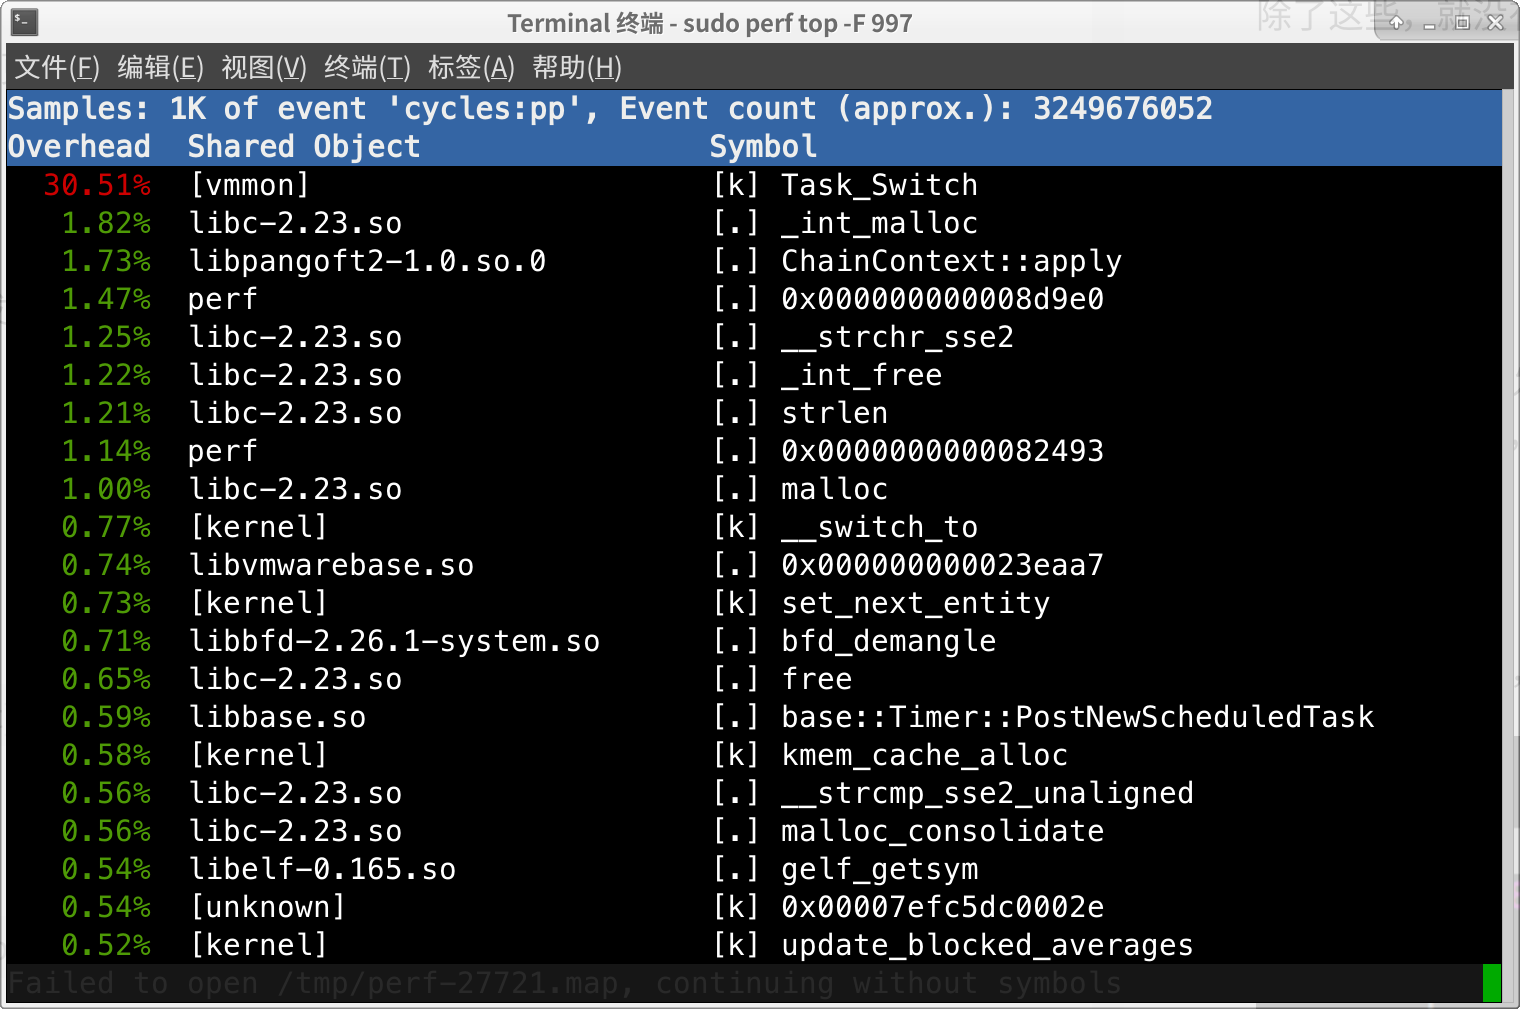 Terminal 终端 - sudo perf top -F 997
除了这些，就没
文件(F) 编辑(E) 视图(V) 终端(T) 标签(A) 帮助(H)
Samples: 1K of event 'cycles:pp', Event count (approx.): 3249676052
Overhead  Shared Object                Symbol
30.51%  [vmmon]                      [k] Task_Switch
1.82%  libc-2.23.so                 [.] _int_malloc
1.73%  libpangoft2-1.0.so.0         [.] ChainContext::apply
1.47%  perf                         [.] 0x000000000008d9e0
1.25%  libc-2.23.so                 [.] __strchr_sse2
1.22%  libc-2.23.so                 [.] _int_free
1.21%  libc-2.23.so                 [.] strlen
1.14%  perf                         [.] 0x0000000000082493
1.00%  libc-2.23.so                 [.] malloc
0.77%  [kernel]                     [k] __switch_to
0.74%  libvmwarebase.so             [.] 0x000000000023eaa7
0.73%  [kernel]                     [k] set_next_entity
0.71%  libbfd-2.26.1-system.so      [.] bfd_demangle
0.65%  libc-2.23.so                 [.] free
0.59%  libbase.so                   [.] base::Timer::PostNewScheduledTask
0.58%  [kernel]                     [k] kmem_cache_alloc
0.56%  libc-2.23.so                 [.] __strcmp_sse2_unaligned
0.56%  libc-2.23.so                 [.] malloc_consolidate
0.54%  libelf-0.165.so              [.] gelf_getsym
0.54%  [unknown]                    [k] 0x00007efc5dc0002e
0.52%  [kernel]                     [k] update_blocked_averages
Failed to open /tmp/perf-27721.map, continuing without symbols